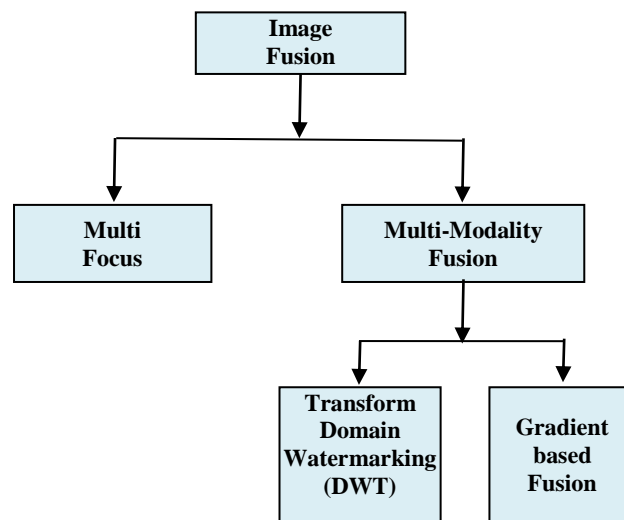 Image
Fusion
Multi
Focus
Multi-Modality
Fusion
Transform
Domain
Watermarking
(DWT)
Gradient
based
Fusion